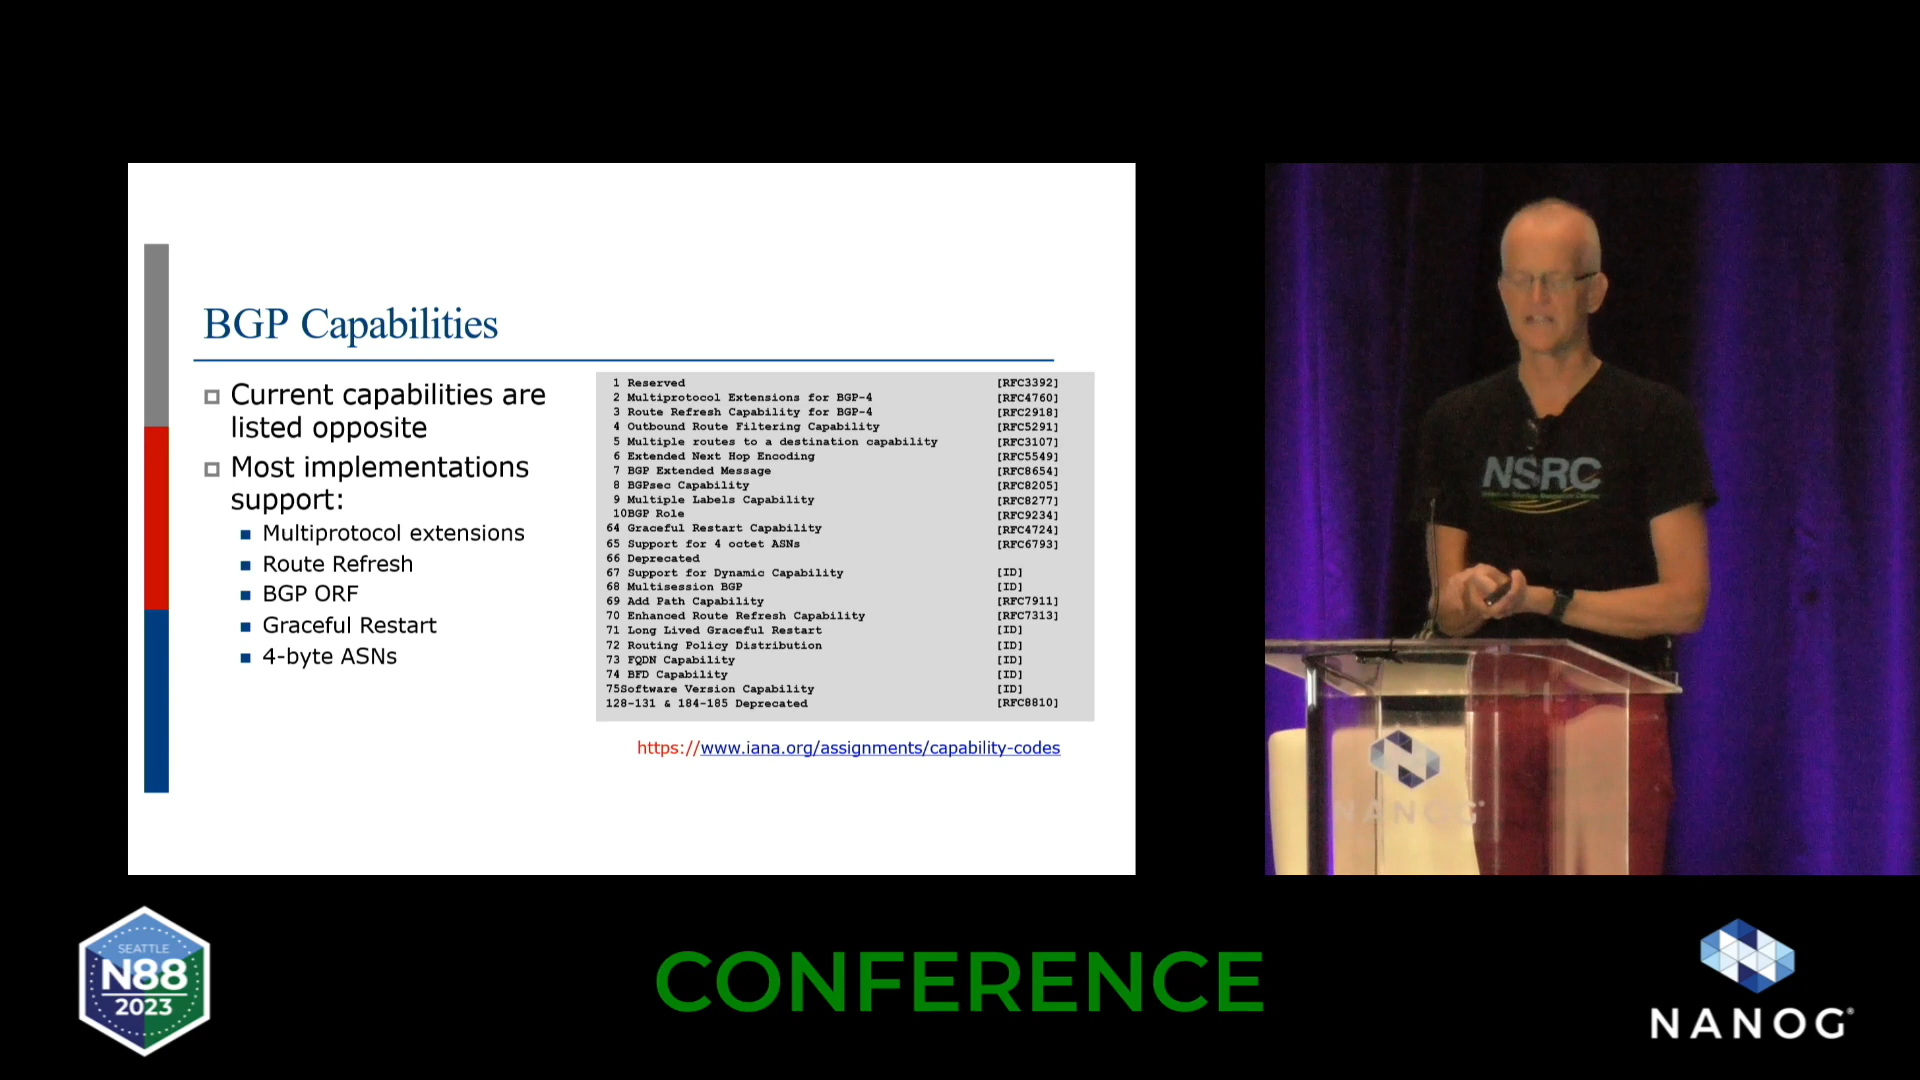 BGP Capabilities
Current capabilities are
listed opposite
Most implementations
support:
Multiprotocol extensions
Route Refresh
BGP ORF
Graceful Restart
4-byte ASNs
1 Reserved [RFC3392]
2 Multiprotocol Extensions for BGP-4 [RFC4760]
3 Route Refresh Capability for BGP-4 [RFC2918]
4 Outbound Route Filtering Capability [RFC5291]
5 Multiple routes to a destination capability [RFC3107]
6 Extended Next Hop Encoding [RFC5549]
7 BGP Extended Message [RFC8654]
8 BGPsec Capability [RFC8205]
9 Multiple Labels Capability [RFC8277]
10BGP Role [RFC9234]
64 Graceful Restart Capability [RFC4724]
65 Support for 4 octet ASNs [RFC6793]
66 Deprecated
67 Support for Dynamic Capability [ID]
68 Multisession BGP [ID]
69 Add Path Capability [RFC7911]
70 Enhanced Route Refresh Capability [RFC7313]
71 Long Lived Graceful Restart [ID]
72 Routing Policy Distribution [ID]
73 FQDN Capability [ID]
74 BFD Capability [ID]
75Software Version Capability [ID]
128-131 & 184-185 Deprecated [RFC8810]
https://www.iana.org/assignments/capability-codes
NSRC
NANOG
SEATTLE
N88
2023
CONFERENCE
NANOG®